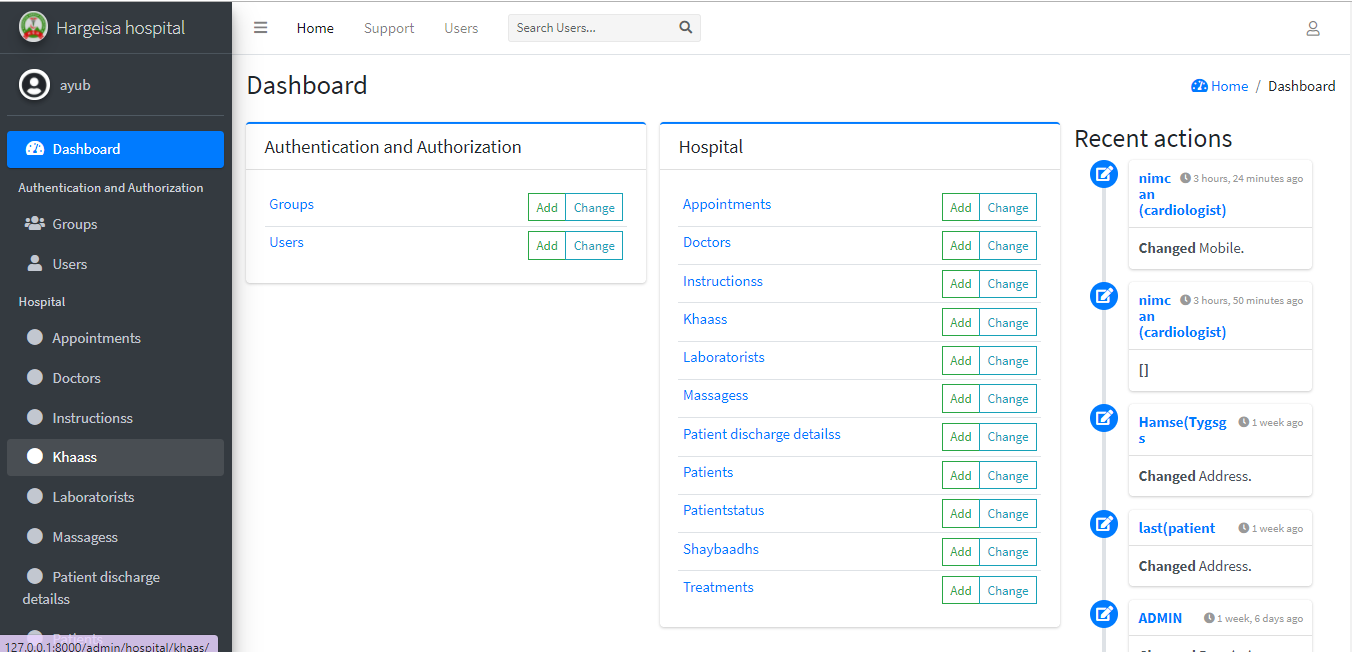 Hargeisa hospital
Home Support Users Search Users...
ayub
Dashboard
Home / Dashboard
Dashboard
Authentication and Authorization
Groups
Users
Hospital
Appointments
Doctors
Instructionss
Khaass
Laboratorists
Massagess
Patient discharge
detailss
Patients
127.0.0.1:8000/admin/hospital/khaas/
Authentication and Authorization
Groups Add Change
Users Add Change
Hospital
Appointments Add Change
Doctors Add Change
Instructionss Add Change
Khaass Add Change
Laboratorists Add Change
Massagess Add Change
Patient discharge detailss Add Change
Patients Add Change
Patientstatus Add Change
Shaybaadhs Add Change
Treatments Add Change
Recent actions
nimc 3 hours, 24 minutes ago
an
(cardiologist)
Changed Mobile.
nimc 3 hours, 50 minutes ago
an
(cardiologist)
[]
Hamse(Tygsg 1 week ago
s
Changed Address.
last(patient 1 week ago
Changed Address.
ADMIN 1 week, 6 days ago